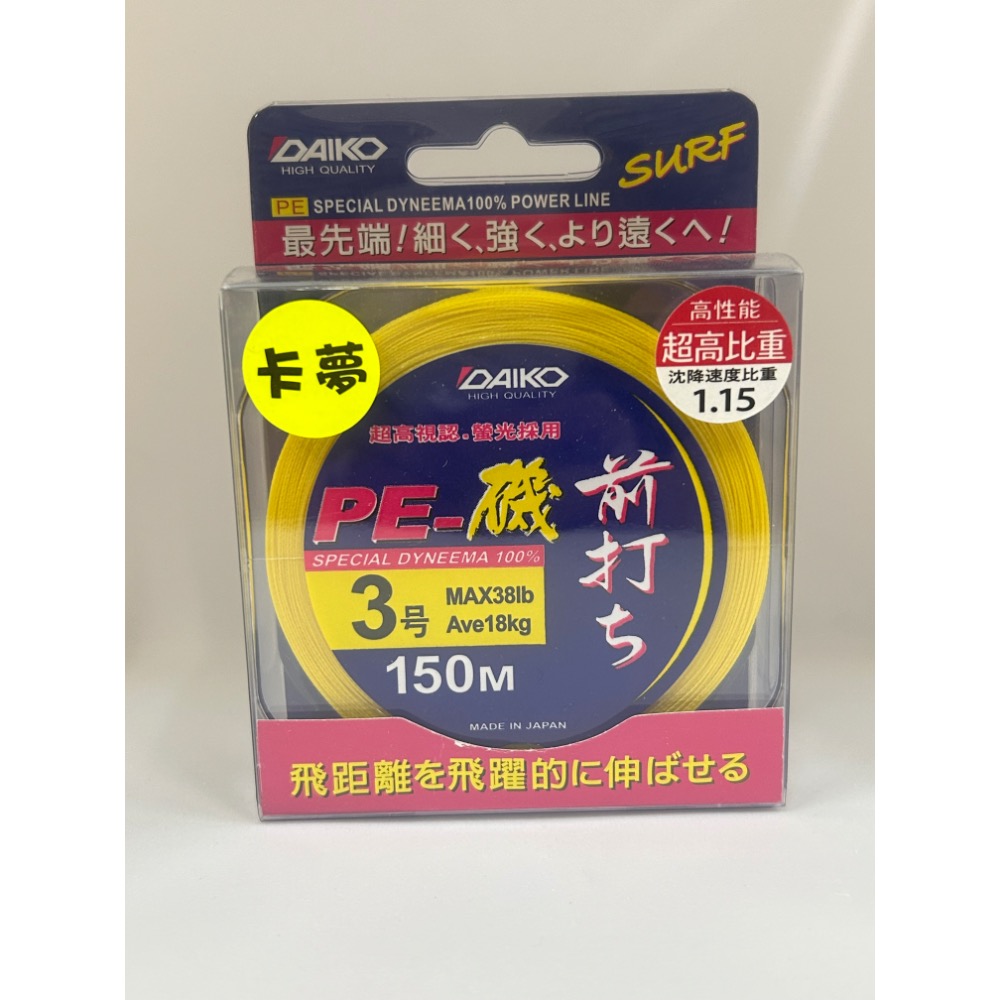 DAIKO
HIGH QUALITY
SURF
PE SPECIAL DYNEEMA100% POWER LINE
最先端!細く、強く、より遠くへ!
卡夢
高性能
超高比重
沈降速度比重
1.15
DAIKO
HIGH QUALITY
超高視認.螢光採用
PE-磯
前打ち
SPECIAL DYNEEMA 100%
3号
MAX38lb
Ave18kg
150M
MADE IN JAPAN
飛距離を飛躍的に伸ばせる